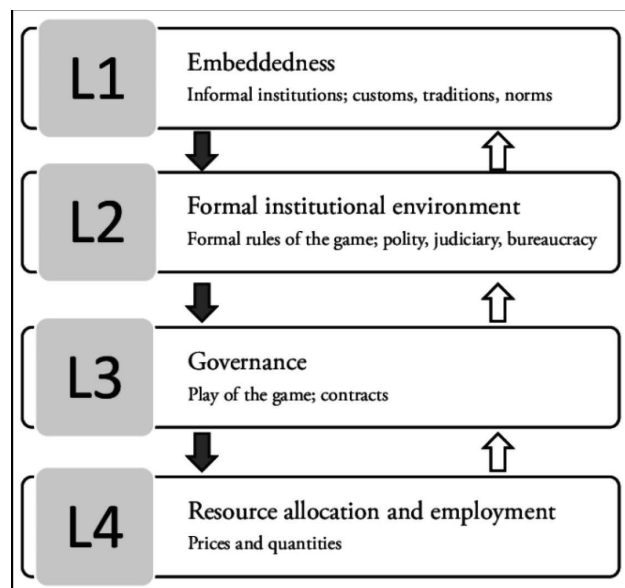 L1
Embeddedness
Informal institutions; customs, traditions, norms
L2
Formal institutional environment
Formal rules of the game; polity, judiciary, bureaucracy
L3
Governance
Play of the game; contracts
L4
Resource allocation and employment
Prices and quantities